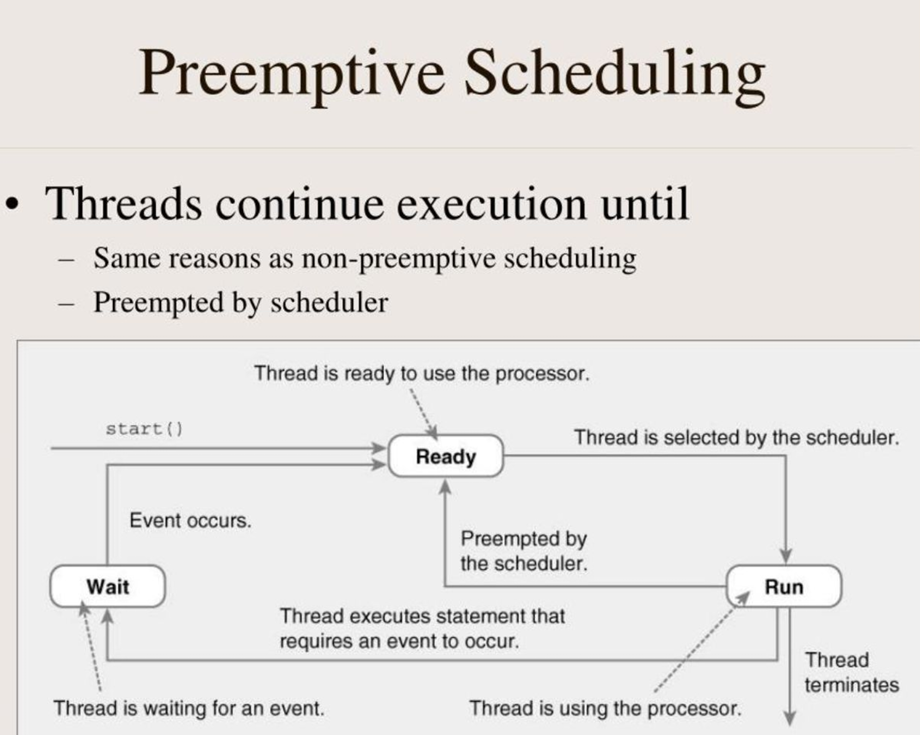 Preemptive Scheduling
• Threads continue execution until
– Same reasons as non-preemptive scheduling
– Preempted by scheduler
Thread is ready to use the processor.
start()
Thread is selected by the scheduler.
Ready
Event occurs.
Preempted by
the scheduler.
Wait
Run
Thread executes statement that
requires an event to occur.
Thread
terminates
Thread is waiting for an event.
Thread is using the processor.